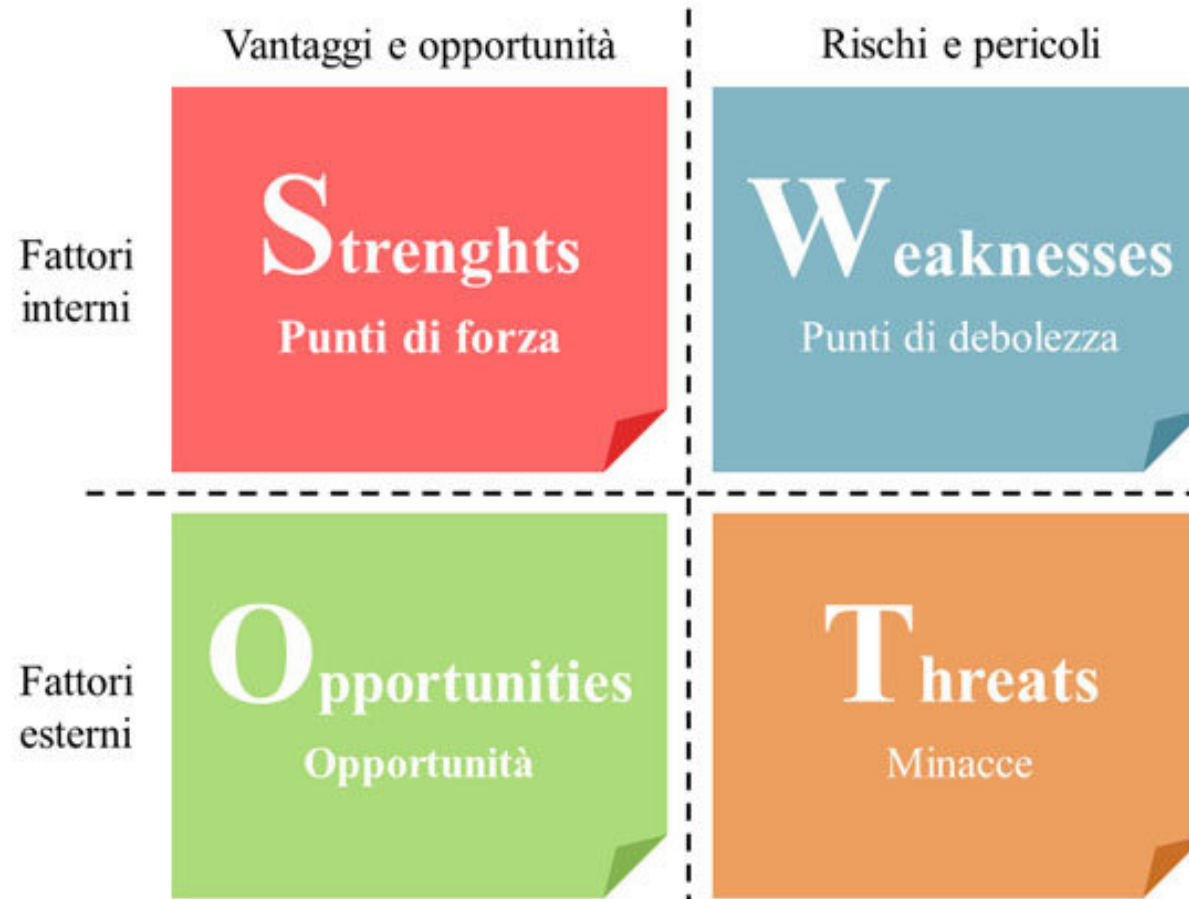 Vantaggi e opportunità
Rischi e pericoli
Fattori
interni
Strenghts
Punti di forza
Weaknesses
Punti di debolezza
Fattori
esterni
Opportunities
Opportunità
Threats
Minacce